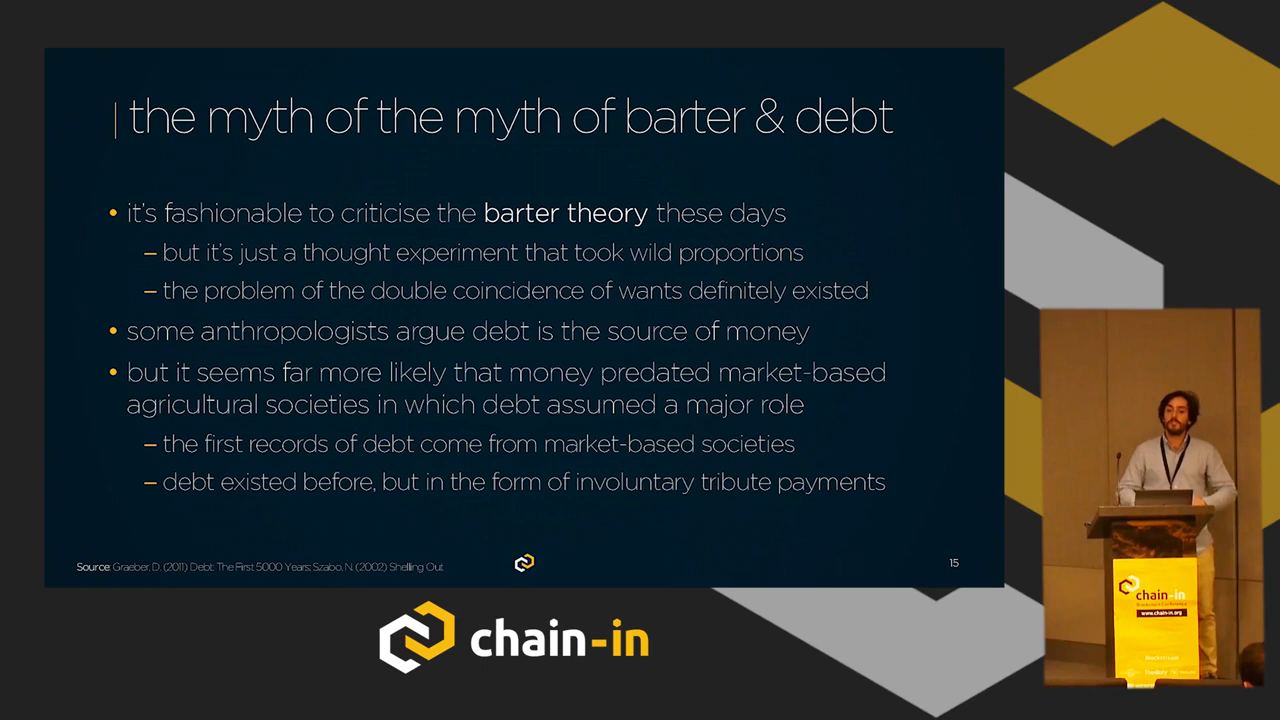 the myth of the myth of barter & debt
• it's fashionable to criticise the barter theory these days
– but it's just a thought experiment that took wild proportions
– the problem of the double coincidence of wants definitely existed
• some anthropologists argue debt is the source of money
• but it seems far more likely that money predated market-based
agricultural societies in which debt assumed a major role
– the first records of debt come from market-based societies
– debt existed before, but in the form of involuntary tribute payments
Source: Graeber, D. (2011) Debt: The First 5000 Years; Szabo, N. (2002) Shelling Out
15
chain-in
chain-in
www.chain-in.org